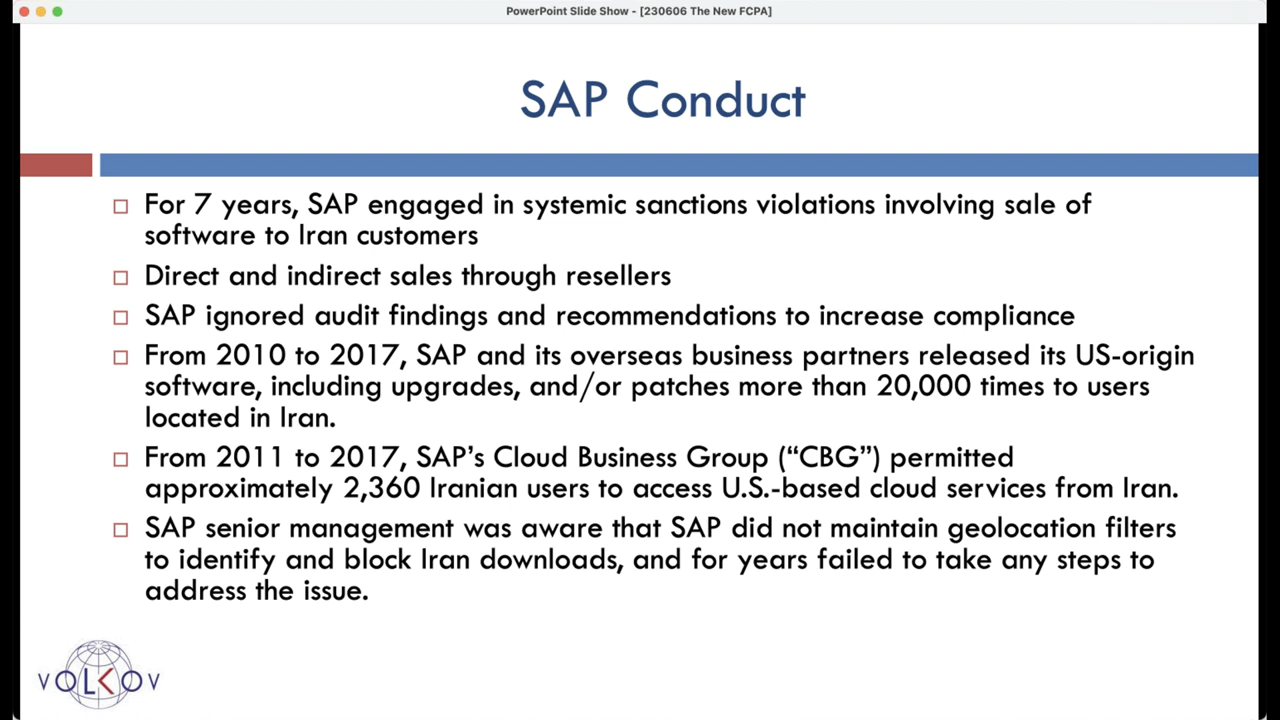 PowerPoint Slide Show - [230606 The New FCPA]
SAP Conduct
For 7 years, SAP engaged in systemic sanctions violations involving sale of
software to Iran customers
Direct and indirect sales through resellers
SAP ignored audit findings and recommendations to increase compliance
From 2010 to 2017, SAP and its overseas business partners released its US-origin
software, including upgrades, and/or patches more than 20,000 times to users
located in Iran.
From 2011 to 2017, SAP’s Cloud Business Group (“CBG”) permitted
approximately 2,360 Iranian users to access U.S.-based cloud services from Iran.
SAP senior management was aware that SAP did not maintain geolocation filters
to identify and block Iran downloads, and for years failed to take any steps to
address the issue.
VOLKOV